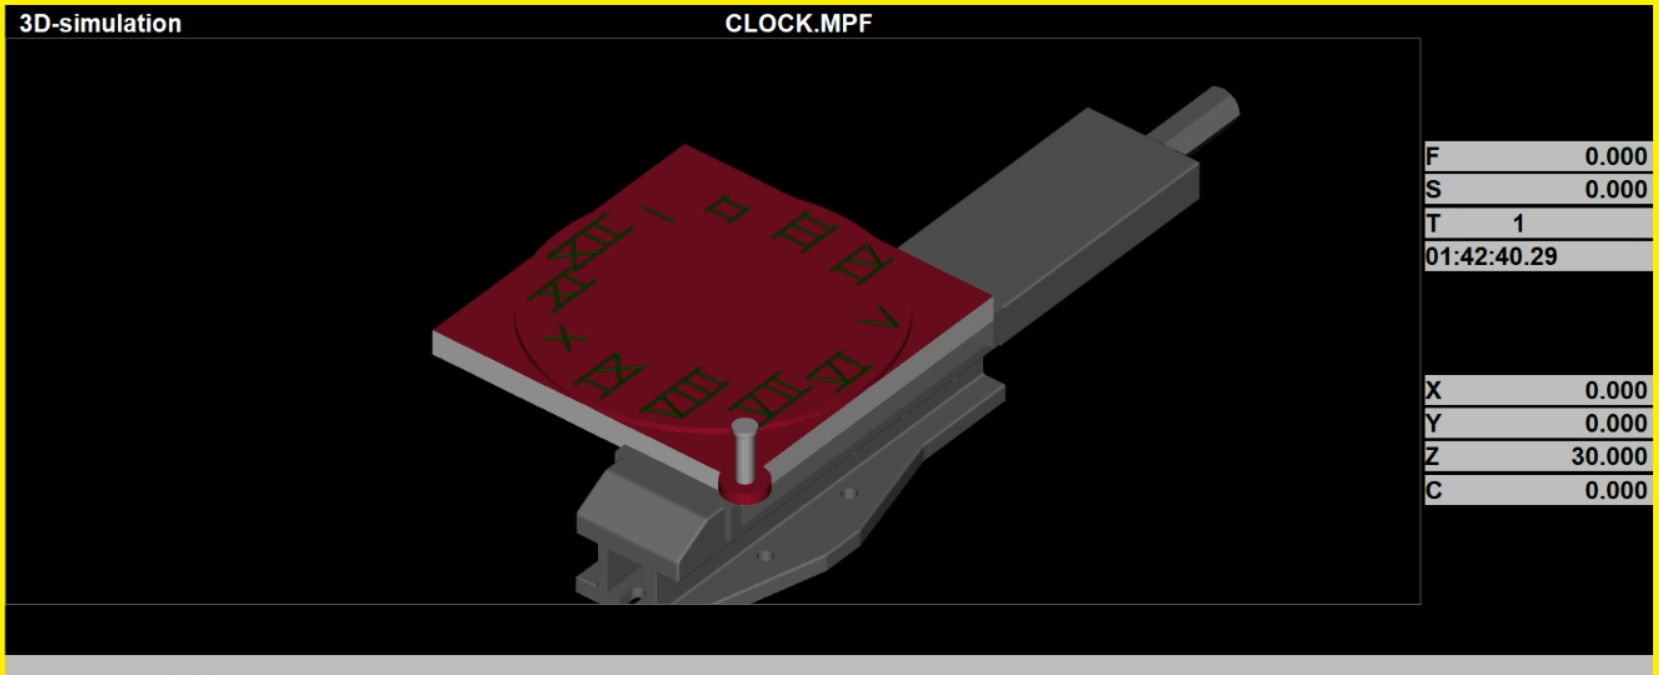 3D-simulation CLOCK.MPF
F 0.000
S 0.000
T 1
01:42:40.29
X 0.000
Y 0.000
Z 30.000
C 0.000
XII
I
II
III
IV
V
VI
VII
VIII
IX
X
XI